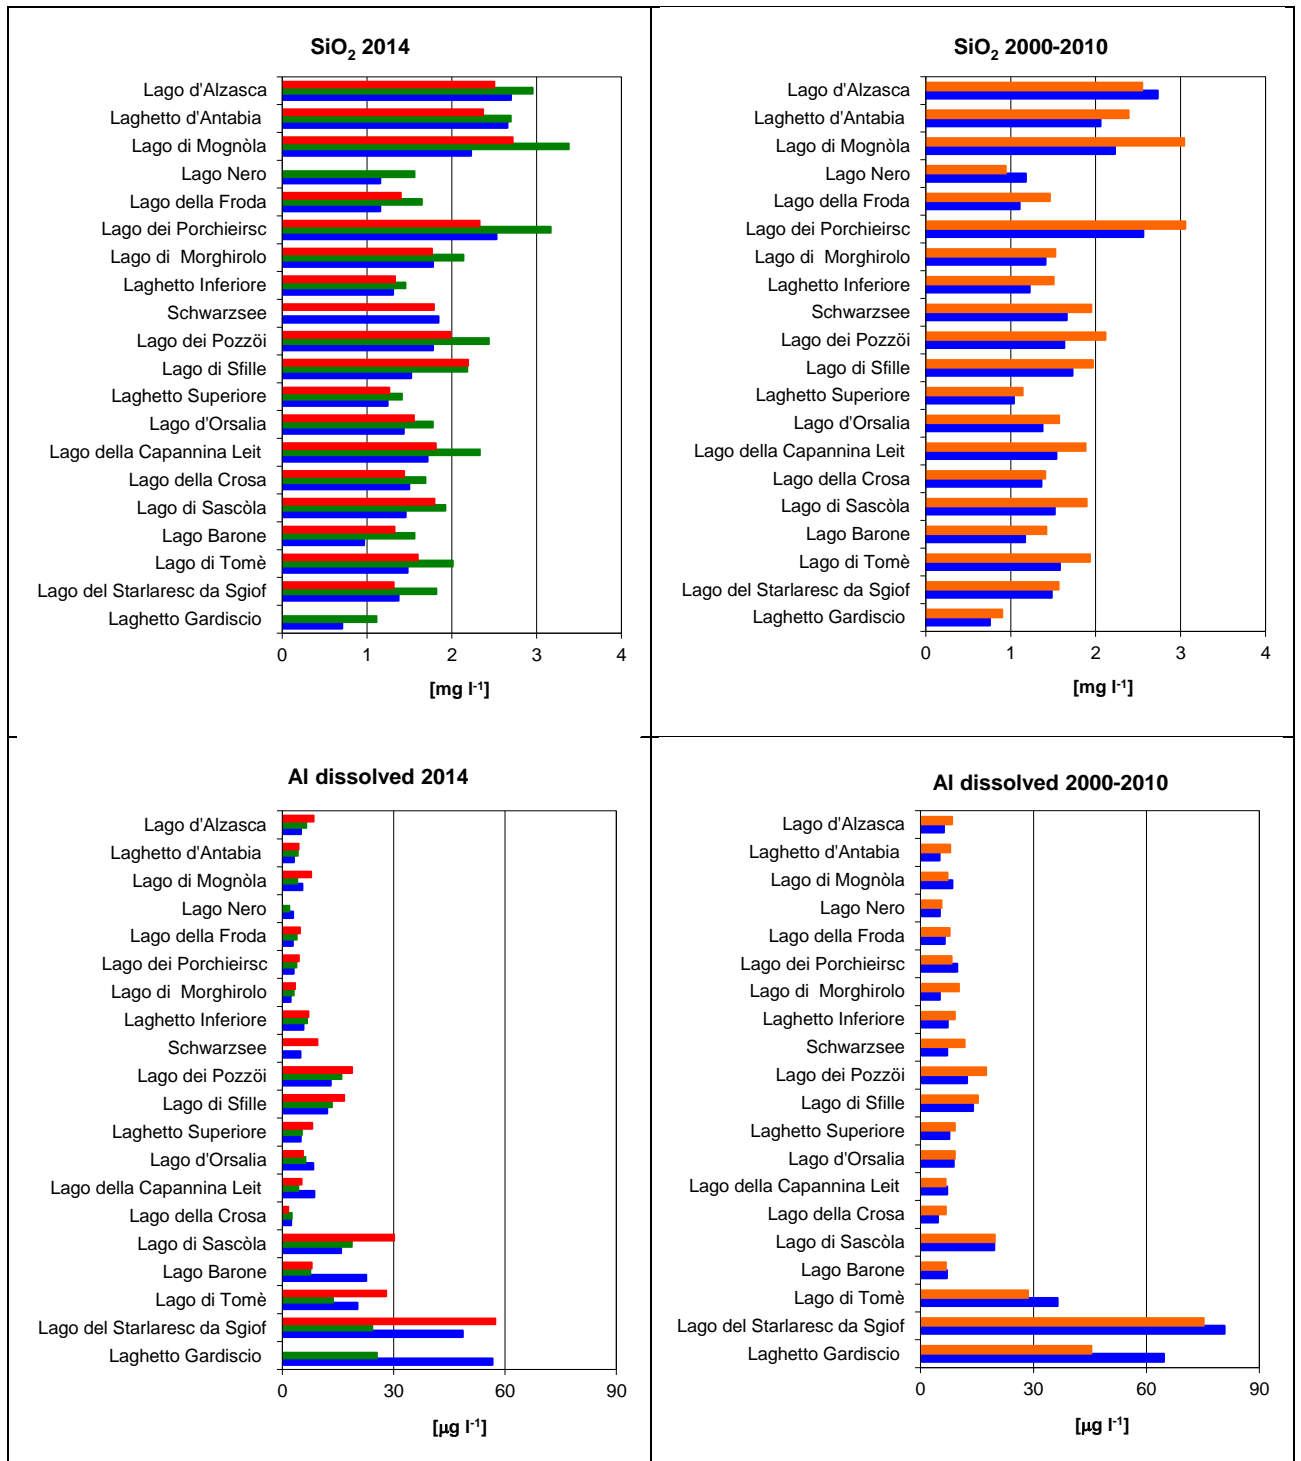 SiO2 2014
Lago d'Alzasca
Laghetto d'Antabia
Lago di Mognòla
Lago Nero
Lago della Froda
Lago dei Porchieirsc
Lago di  Morghirolo
Laghetto Inferiore
Schwarzsee
Lago dei Pozzöi
Lago di Sfille
Laghetto Superiore
Lago d'Orsalia
Lago della Capannina Leit
Lago della Crosa
Lago di Sascòla
Lago Barone
Lago di Tomè
Lago del Starlaresc da Sgiof
Laghetto Gardiscio
0 1 2 3 4
[mg l-1]
SiO2 2000-2010
Lago d'Alzasca
Laghetto d'Antabia
Lago di Mognòla
Lago Nero
Lago della Froda
Lago dei Porchieirsc
Lago di  Morghirolo
Laghetto Inferiore
Schwarzsee
Lago dei Pozzöi
Lago di Sfille
Laghetto Superiore
Lago d'Orsalia
Lago della Capannina Leit
Lago della Crosa
Lago di Sascòla
Lago Barone
Lago di Tomè
Lago del Starlaresc da Sgiof
Laghetto Gardiscio
0 1 2 3 4
[mg l-1]
Al dissolved 2014
Lago d'Alzasca
Laghetto d'Antabia
Lago di Mognòla
Lago Nero
Lago della Froda
Lago dei Porchieirsc
Lago di  Morghirolo
Laghetto Inferiore
Schwarzsee
Lago dei Pozzöi
Lago di Sfille
Laghetto Superiore
Lago d'Orsalia
Lago della Capannina Leit
Lago della Crosa
Lago di Sascòla
Lago Barone
Lago di Tomè
Lago del Starlaresc da Sgiof
Laghetto Gardiscio
0 30 60 90
[µg l-1]
Al dissolved 2000-2010
Lago d'Alzasca
Laghetto d'Antabia
Lago di Mognòla
Lago Nero
Lago della Froda
Lago dei Porchieirsc
Lago di  Morghirolo
Laghetto Inferiore
Schwarzsee
Lago dei Pozzöi
Lago di Sfille
Laghetto Superiore
Lago d'Orsalia
Lago della Capannina Leit
Lago della Crosa
Lago di Sascòla
Lago Barone
Lago di Tomè
Lago del Starlaresc da Sgiof
Laghetto Gardiscio
0 30 60 90
[µg l-1]